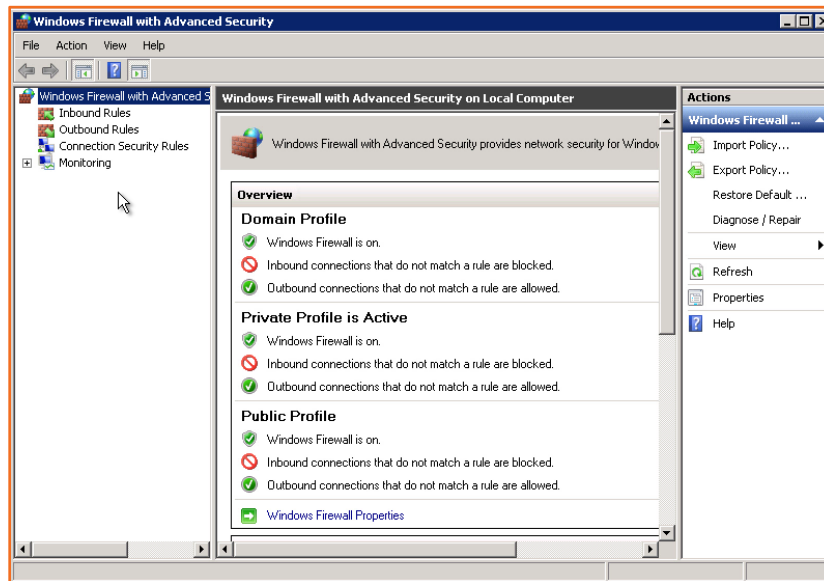 Windows Firewall with Advanced Security
File Action View Help
Windows Firewall with Advanced S
Inbound Rules
Outbound Rules
Connection Security Rules
Monitoring
Windows Firewall with Advanced Security on Local Computer
Windows Firewall with Advanced Security provides network security for Window
Overview
Domain Profile
Windows Firewall is on.
Inbound connections that do not match a rule are blocked.
Outbound connections that do not match a rule are allowed.
Private Profile is Active
Windows Firewall is on.
Inbound connections that do not match a rule are blocked.
Outbound connections that do not match a rule are allowed.
Public Profile
Windows Firewall is on.
Inbound connections that do not match a rule are blocked.
Outbound connections that do not match a rule are allowed.
Windows Firewall Properties
Actions
Windows Firewall ...
Import Policy...
Export Policy...
Restore Default ...
Diagnose / Repair
View
Refresh
Properties
Help